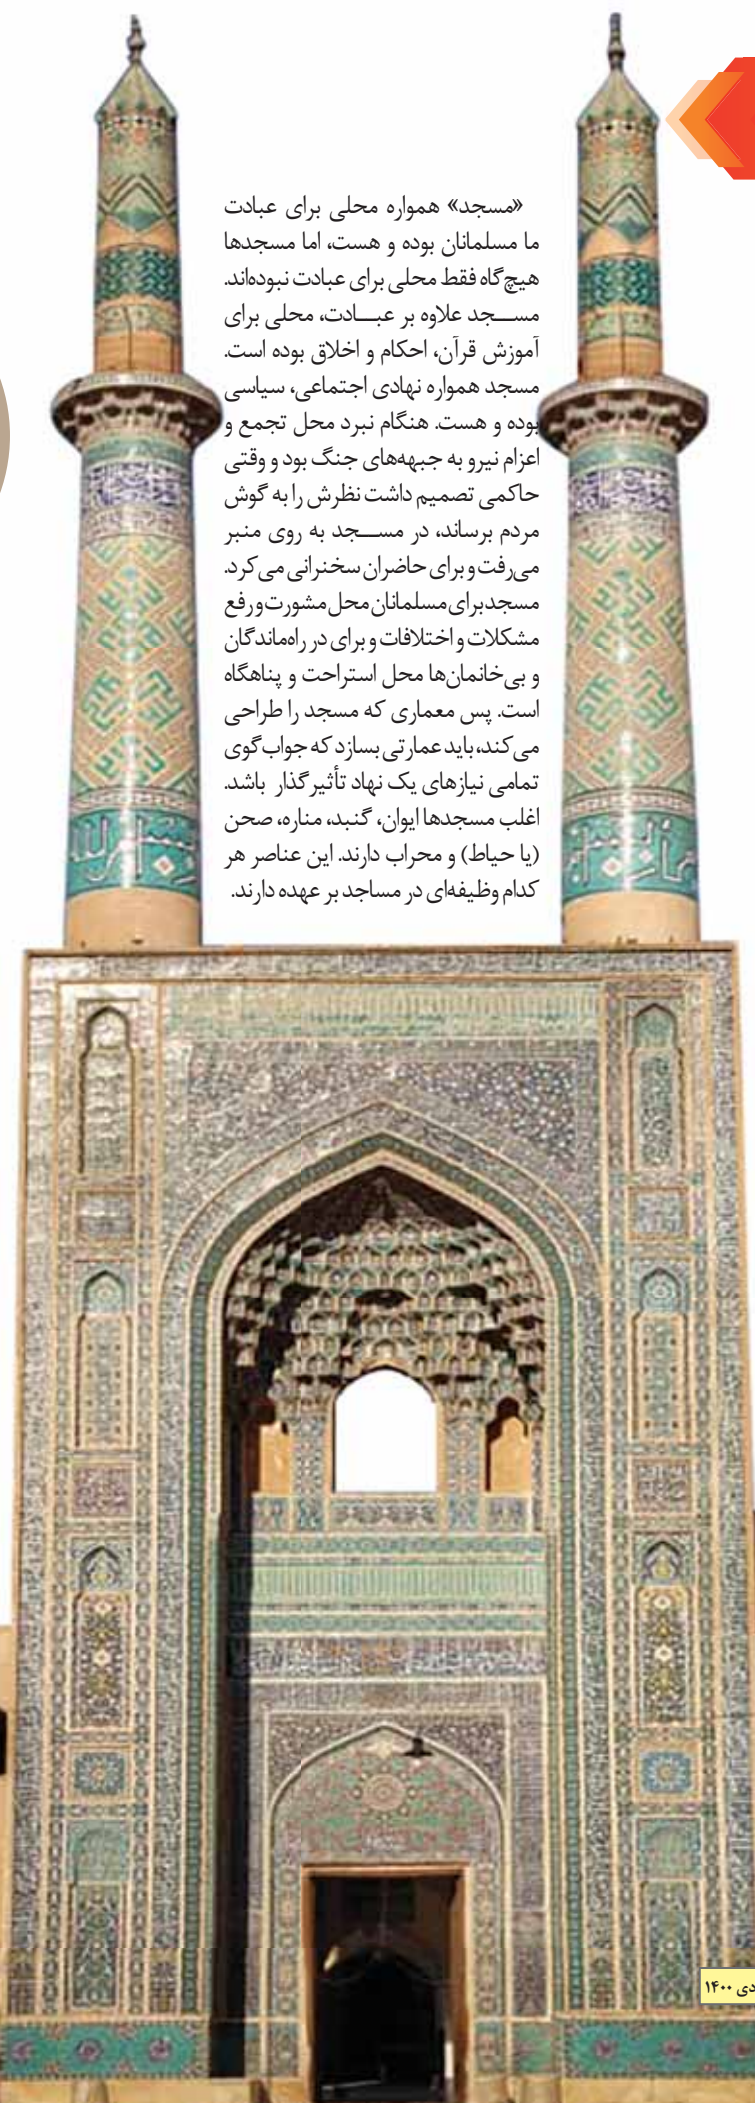 «مسجد» همواره محلی برای عبادت
ما مسلمانان بوده و هست، اما مسجدها
هیچ‌گاه فقط محلی برای عبادت نبوده‌اند.
مسـجد علاوه بر عبـادت، محلی برای
آموزش قرآن، احکام و اخلاق بوده است.
مسجد همواره نهادی اجتماعی، سیاسی
بوده و هست. هنگام نبرد محل تجمع و
اعزام نیرو به جبهه‌های جنگ بود و وقتی
حاکمی تصمیم داشت نظرش را به گوش
مردم برساند، در مسـجد به روی منبر
می‌رفت و برای حاضران سخنرانی می‌کرد.
مسجد برای مسلمانان محل مشورت و رفع
مشکلات و اختلافات و برای در راه‌ماندگان
و بی‌خانمان‌ها محل استراحت و پناهگاه
است. پس معماری که مسجد را طراحی
می‌کند، باید عمارتی بسازد که جواب‌گوی
تمامی نیازهای یک نهاد تأثیرگذار باشد.
اغلب مسجدها ایوان، گنبد، مناره، صحن
(یا حیاط) و محراب دارند. این عناصر هر
کدام وظیفه‌ای در مساجد بر عهده دارند.
دی ۱۴۰۰